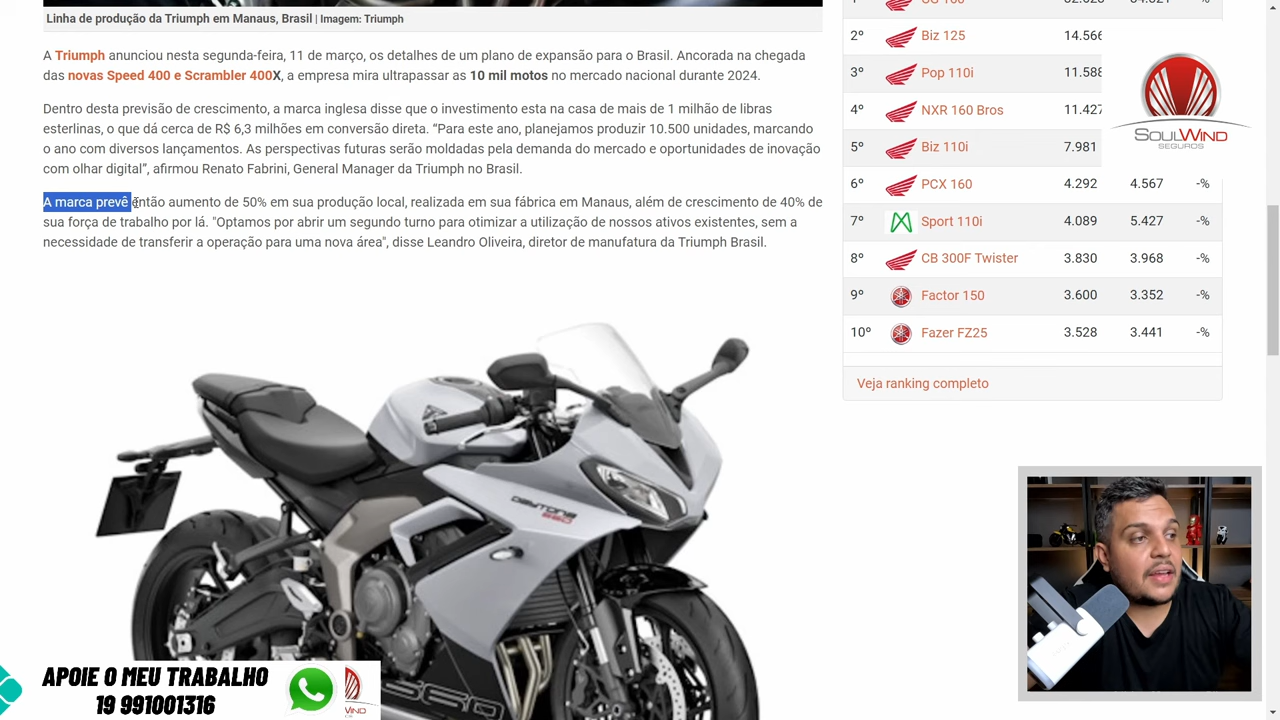 Linha de produção da Triumph em Manaus, Brasil | Imagem: Triumph
A Triumph anunciou nesta segunda-feira, 11 de março, os detalhes de um plano de expansão para o Brasil. Ancorada na chegada
das novas Speed 400 e Scrambler 400X, a empresa mira ultrapassar as 10 mil motos no mercado nacional durante 2024.
Dentro desta previsão de crescimento, a marca inglesa disse que o investimento esta na casa de mais de 1 milhão de libras
esterlinas, o que dá cerca de R$ 6,3 milhões em conversão direta. “Para este ano, planejamos produzir 10.500 unidades, marcando
o ano com diversos lançamentos. As perspectivas futuras serão muldadas pela demanda do mercado e oportunidades de inovação
com olhar digital”, afirmou Renato Fabrini, General Manager da Triumph no Brasil.
A marca prevê então aumento de 50% em sua produção local, realizada em sua fábrica em Manaus, além de crescimento de 40% de
sua força de trabalho por lá. "Optamos por abrir um segundo turno para otimizar a utilização de nossos ativos existentes, sem a
necessidade de transferir a operação para uma nova área", disse Leandro Oliveira, diretor de manufatura da Triumph Brasil.
2º Biz 125 14.566
3º Pop 110i 11.588
4º NXR 160 Bros 11.427
5º Biz 110i 7.981
6º PCX 160 4.292 4.567 -%
7º Sport 110i 4.089 5.427 -%
8º CB 300F Twister 3.830 3.968 -%
9º Factor 150 3.600 3.352 -%
10º Fazer FZ25 3.528 3.441 -%
Veja ranking completo
SOULWIND
SEGUROS
DAYTONA
660
APOIE O MEU TRABALHO
19 991001316